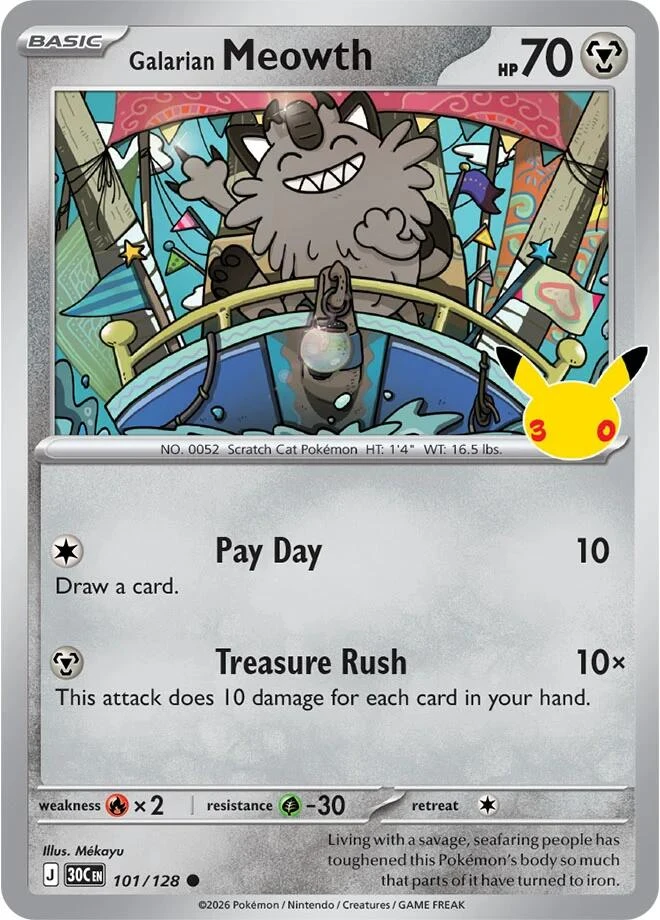 BASIC
Galarian Meowth
HP 70
30
NO. 0052 Scratch Cat Pokémon HT: 1'4" WT: 16.5 lbs.
Pay Day 10
Draw a card.
Treasure Rush 10×
This attack does 10 damage for each card in your hand.
weakness ×2 resistance -30 retreat
Illus. Mékayu
Living with a savage, seafaring people has
toughened this Pokémon's body so much
that parts of it have turned to iron.
J 30C EN 101/128
©2026 Pokémon / Nintendo / Creatures / GAME FREAK